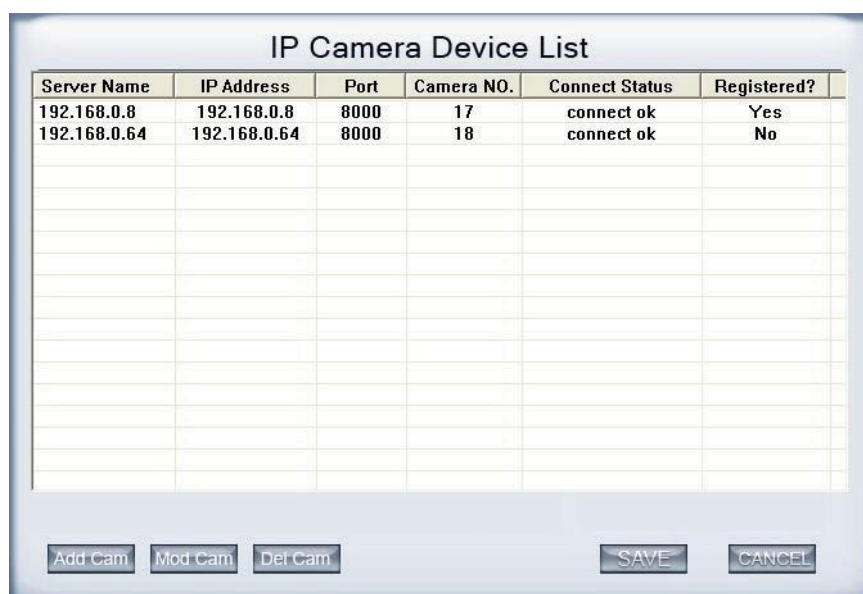 IP Camera Device List
Server Name IP Address Port Camera NO. Connect Status Registered?
192.168.0.8 192.168.0.8 8000 17 connect ok Yes
192.168.0.64 192.168.0.64 8000 18 connect ok No
Add Cam Mod Cam Del Cam SAVE CANCEL